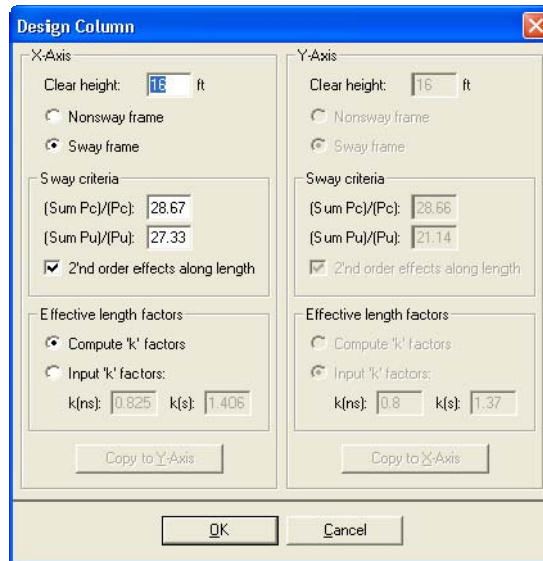 Design Column
X-Axis
Clear height: 16 ft
Nonsway frame
Sway frame
Sway criteria
(Sum Pc)/(Pc): 28.67
(Sum Pu)/(Pu): 27.33
2'nd order effects along length
Effective length factors
Compute 'k' factors
Input 'k' factors:
k(ns): 0.825 k(s): 1.406
Copy to Y-Axis
Y-Axis
Clear height: 16 ft
Nonsway frame
Sway frame
Sway criteria
(Sum Pc)/(Pc): 28.66
(Sum Pu)/(Pu): 21.14
2'nd order effects along length
Effective length factors
Compute 'k' factors
Input 'k' factors:
k(ns): 0.8 k(s): 1.37
Copy to X-Axis
OK Cancel